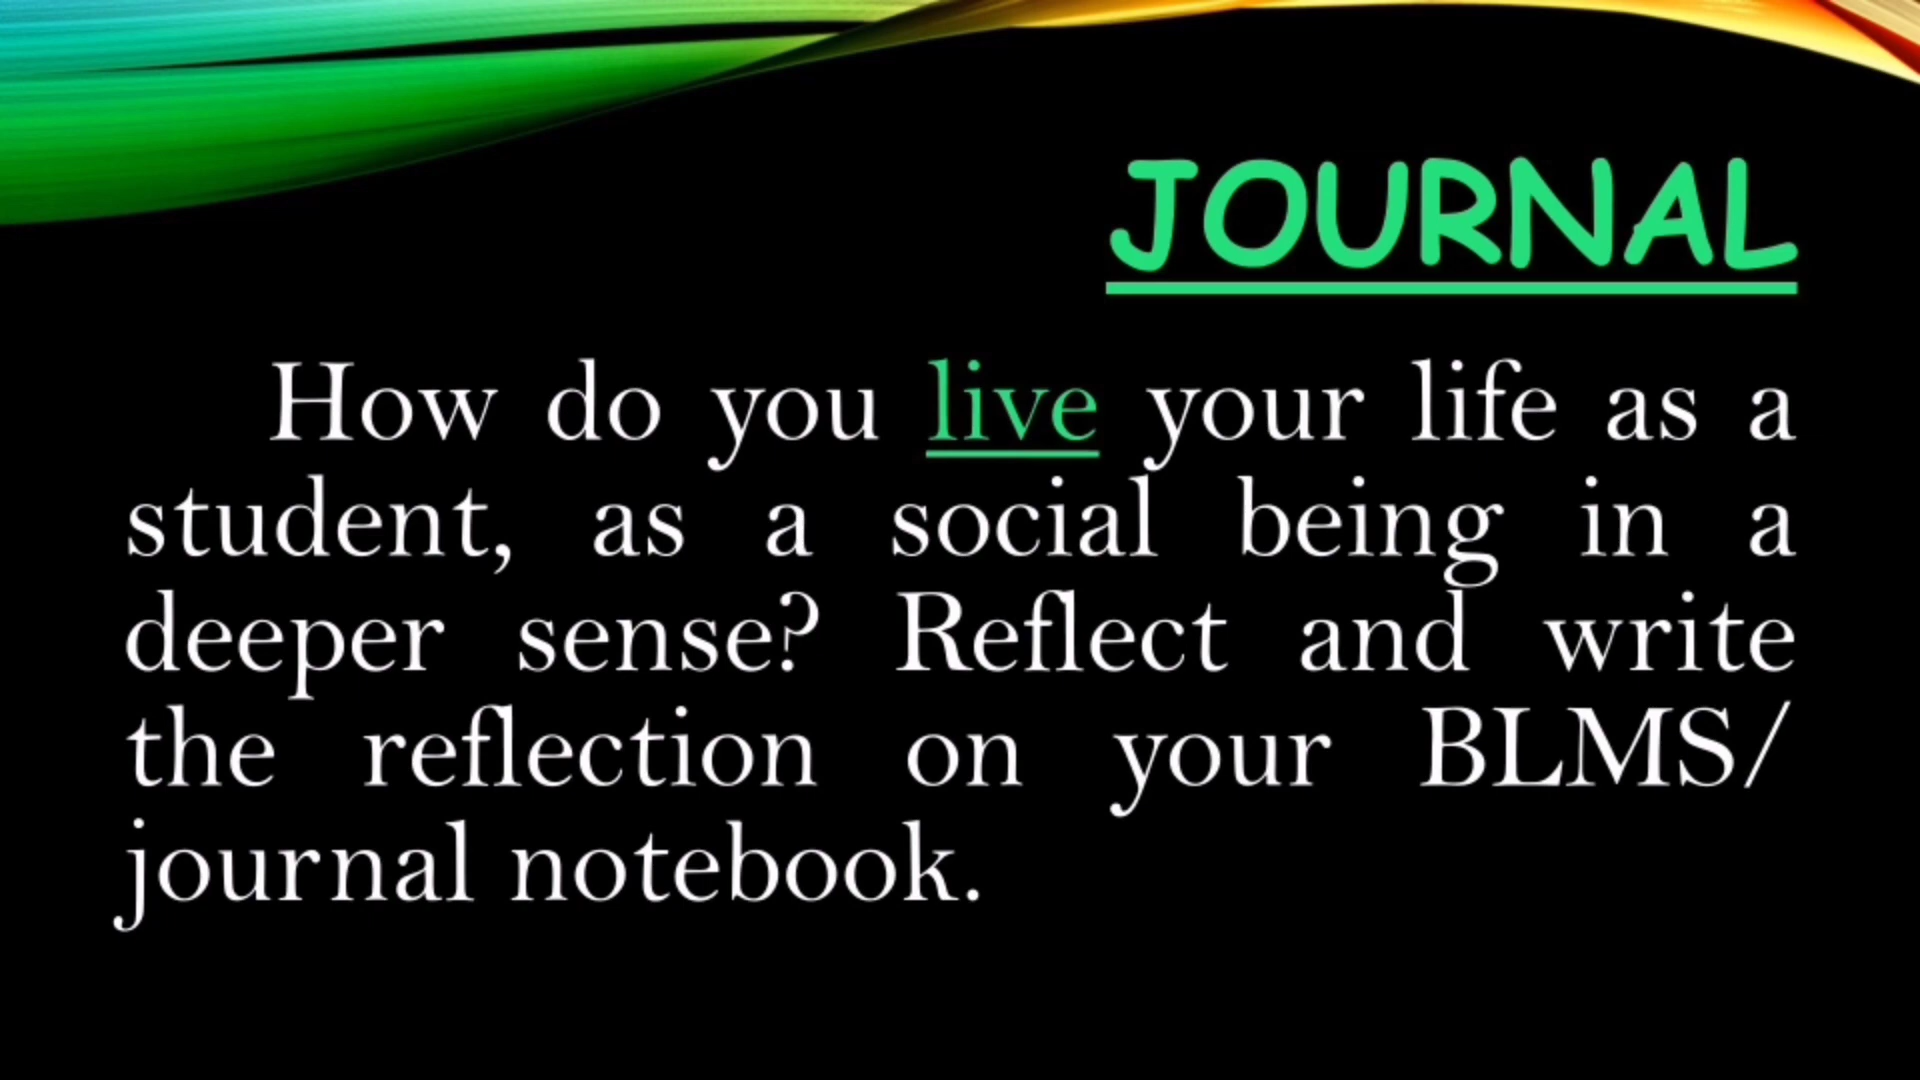 JOURNAL
How do you live your life as a
student, as a social being in a
deeper sense? Reflect and write
the reflection on your BLMS/
journal notebook.